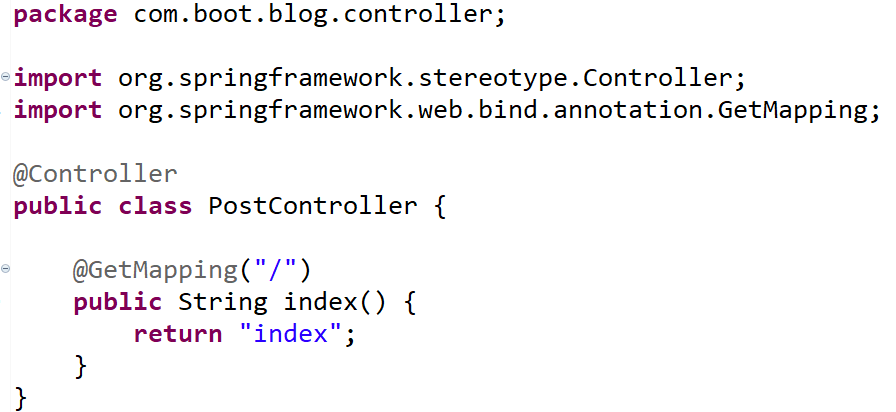 package com.boot.blog.controller;
import org.springframework.stereotype.Controller;
import org.springframework.web.bind.annotation.GetMapping;
@Controller
public class PostController {
@GetMapping("/")
public String index() {
return "index";
}
}